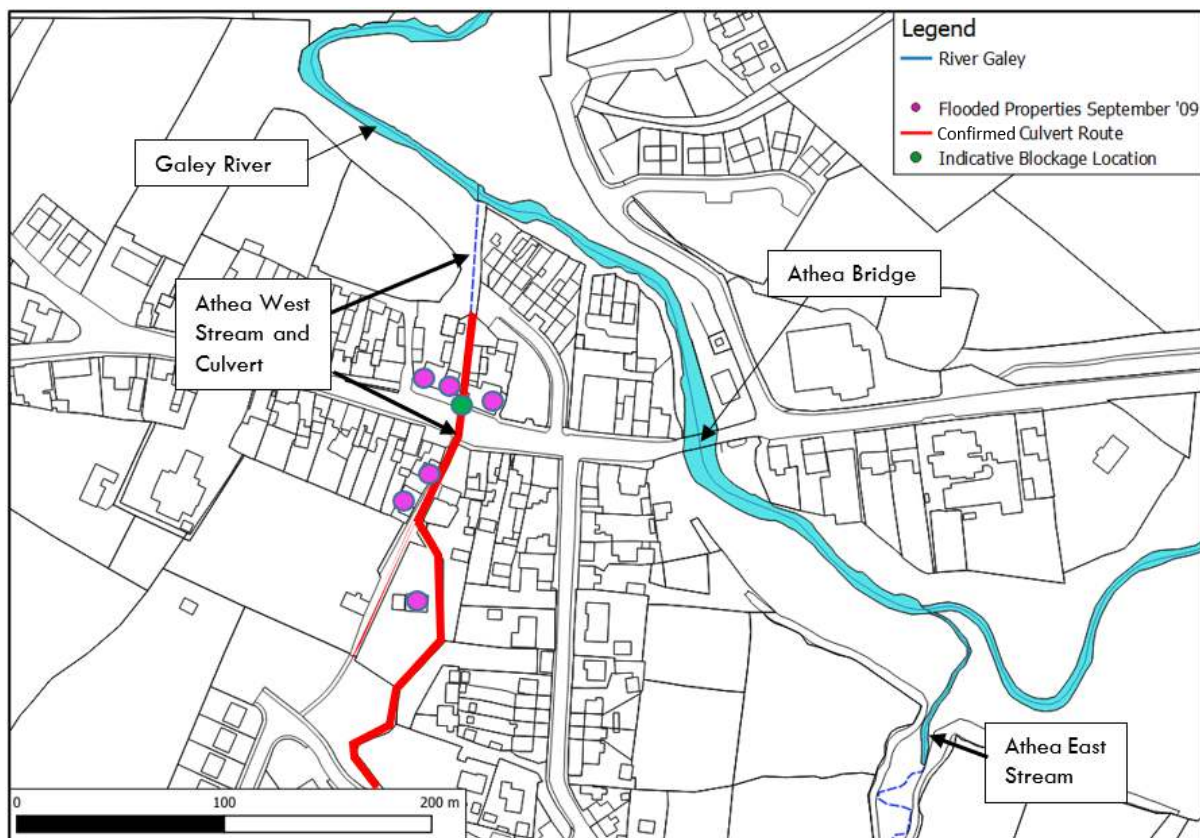 Legend
River Galey
Flooded Properties September '09
Confirmed Culvert Route
Indicative Blockage Location
Galey River
Athea West
Stream and
Culvert
Athea Bridge
Athea East
Stream
0 100 200 m